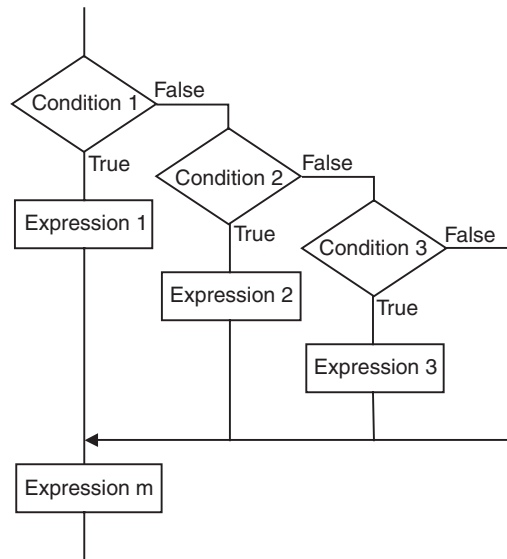 Condition 1
False
True
Condition 2
False
Expression 1
True
Condition 3
False
Expression 2
True
Expression 3
Expression m